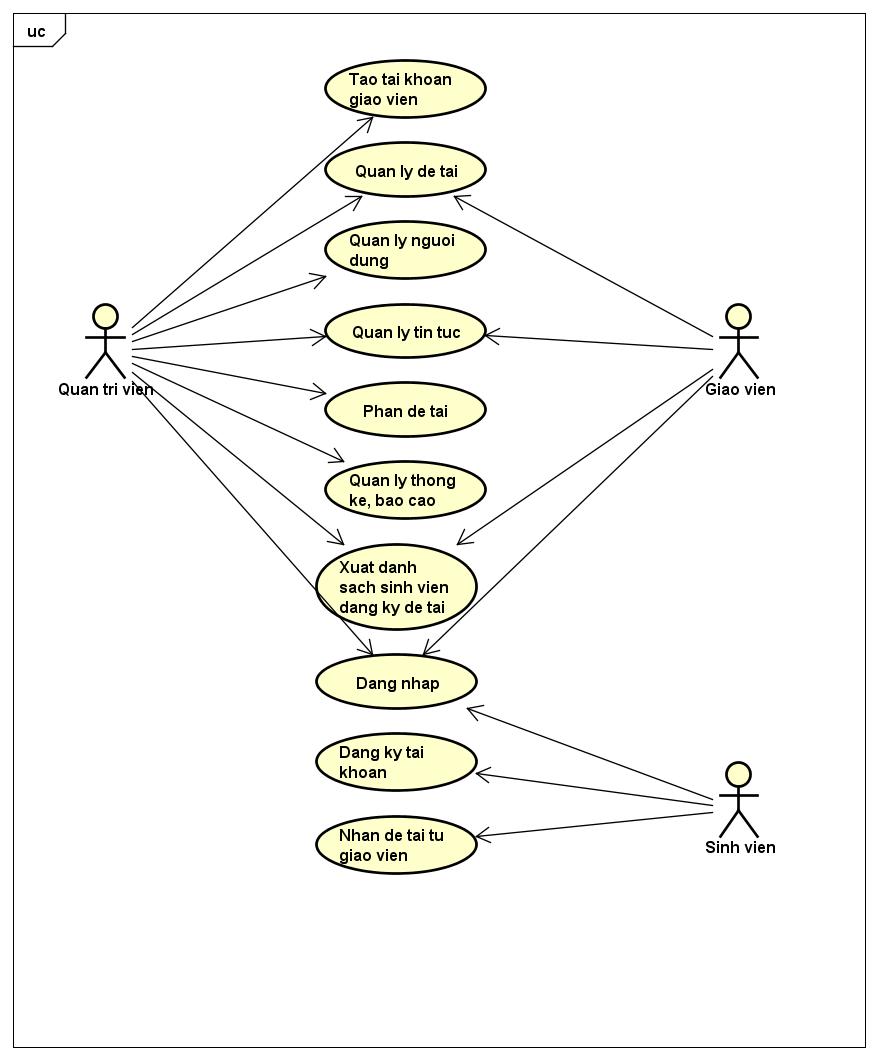 uc
Tao tai khoan
giao vien
Quan ly de tai
Quan ly nguoi
dung
Quan ly tin tuc
Quan tri vien
Giao vien
Phan de tai
Quan ly thong
ke, bao cao
Xuat danh
sach sinh vien
dang ky de tai
Dang nhap
Dang ky tai
khoan
Nhan de tai tu
giao vien
Sinh vien